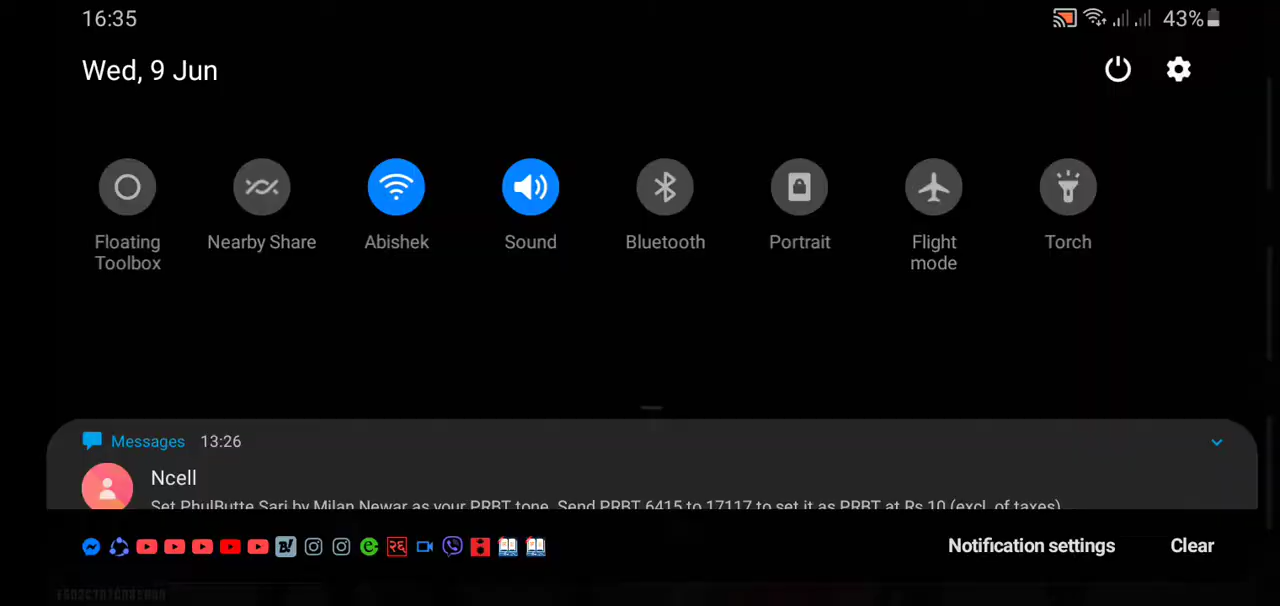 16:35
43%
Wed, 9 Jun
Floating Toolbox
Nearby Share
Abishek
Sound
Bluetooth
Portrait
Flight mode
Torch
Messages 13:26
Ncell
Set PhulButte Sari by Milan Newar as your PRBT tone. Send PRBT 6415 to 17117 to set it as PRBT at Rs 10 (excl. of taxes)
B!
२६
Notification settings
Clear